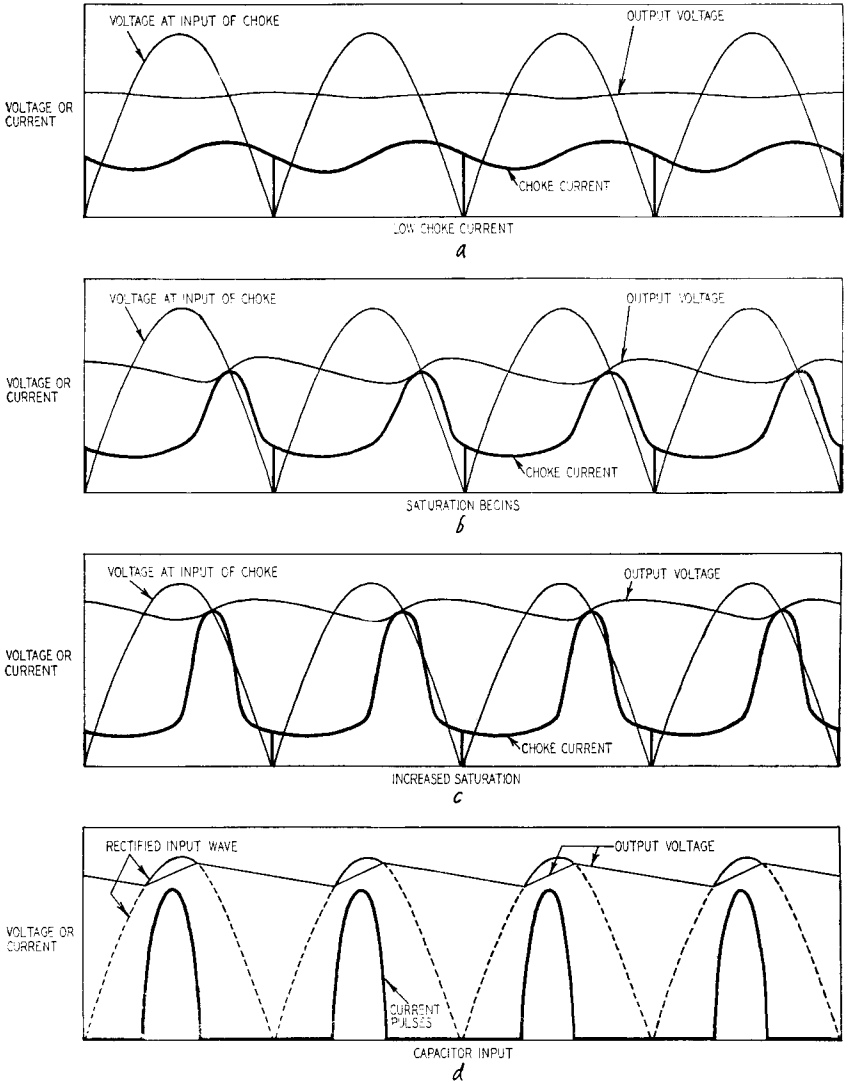 VOLTAGE AT INPUT OF CHOKE
OUTPUT VOLTAGE
VOLTAGE OR
CURRENT
CHOKE CURRENT
LOW CHOKE CURRENT
a
VOLTAGE AT INPUT OF CHOKE
OUTPUT VOLTAGE
VOLTAGE OR
CURRENT
CHOKE CURRENT
SATURATION BEGINS
b
VOLTAGE AT INPUT OF CHOKE
OUTPUT VOLTAGE
VOLTAGE OR
CURRENT
CHOKE CURRENT
INCREASED SATURATION
c
RECTIFIED INPUT WAVE
OUTPUT VOLTAGE
VOLTAGE OR
CURRENT
CURRENT
PULSES
CAPACITOR INPUT
d